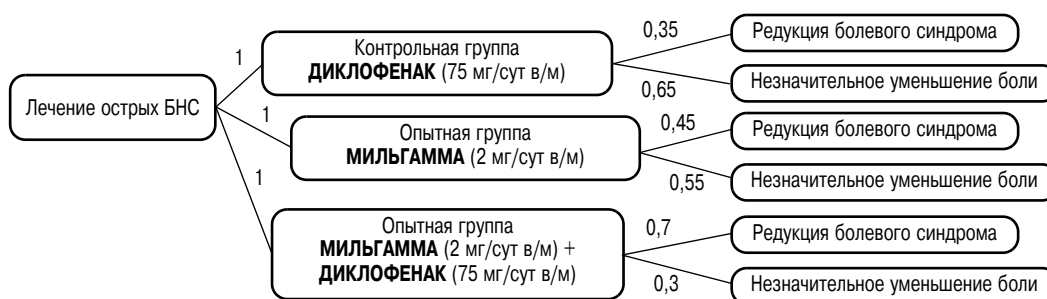 Лечение острых БНС
1
1
1
Контрольная группа
ДИКЛОФЕНАК (75 мг/сут в/м)
0,35
Редукция болевого синдрома
0,65
Незначительное уменьшение боли
Опытная группа
МИЛЬГАММА (2 мг/сут в/м)
0,45
Редукция болевого синдрома
0,55
Незначительное уменьшение боли
Опытная группа
МИЛЬГАММА (2 мг/сут в/м) +
ДИКЛОФЕНАК (75 мг/сут в/м)
0,7
Редукция болевого синдрома
0,3
Незначительное уменьшение боли